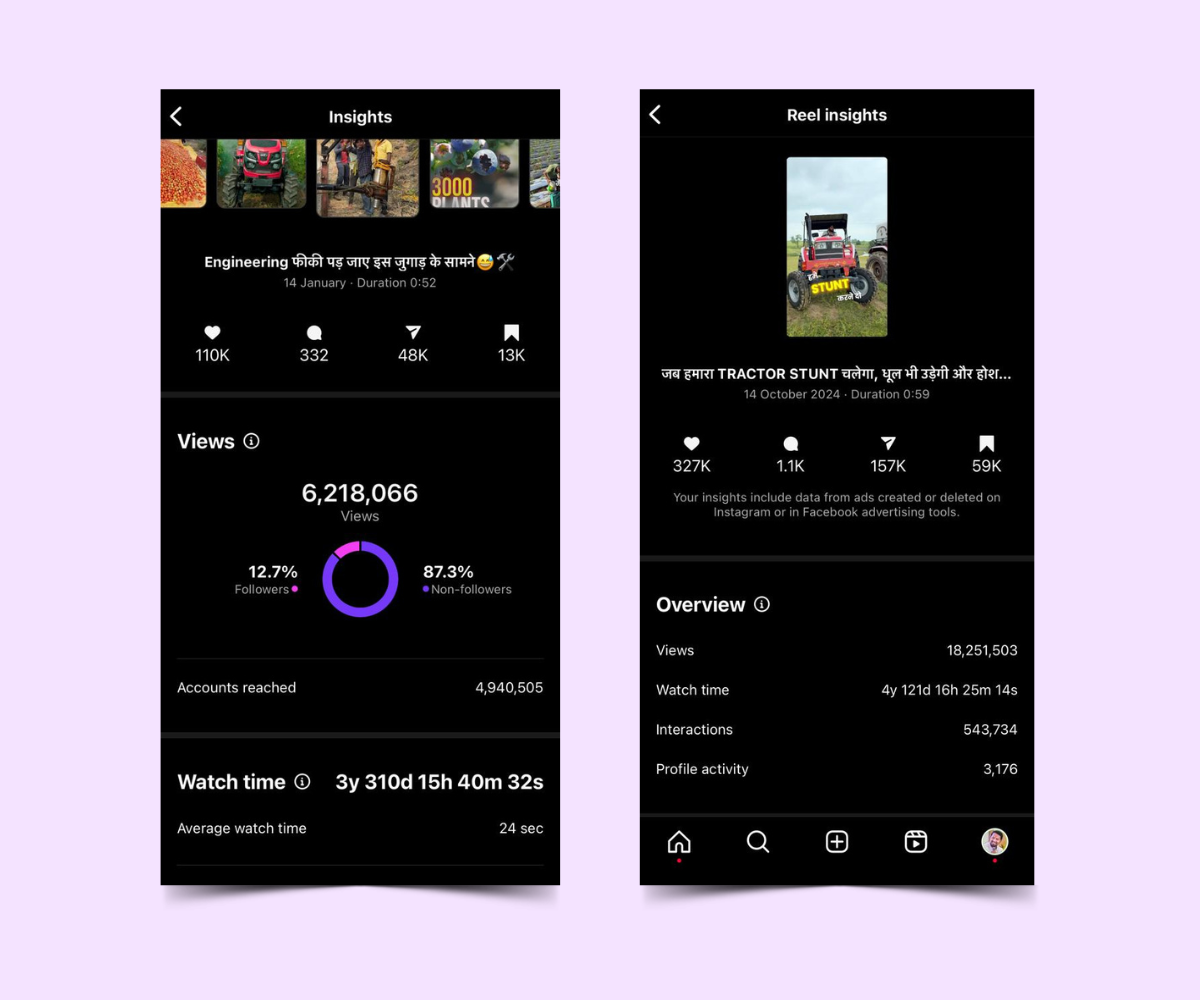 Insights
3000
PLANTS
Engineering फीकी पड़ जाए इस जुगाड़ के सामने😅🛠️
14 January · Duration 0:52
110K 332 48K 13K
Views
6,218,066
Views
12.7%
Followers
87.3%
Non-followers
Accounts reached 4,940,505
Watch time 3y 310d 15h 40m 32s
Average watch time 24 sec
Reel insights
STUNT
करने दो
जब हमारा TRACTOR STUNT चलेगा, धूल भी उड़ेगी और होश...
14 October 2024 · Duration 0:59
327K 1.1K 157K 59K
Your insights include data from ads created or deleted on
Instagram or in Facebook advertising tools.
Overview
Views 18,251,503
Watch time 4y 121d 16h 25m 14s
Interactions 543,734
Profile activity 3,176